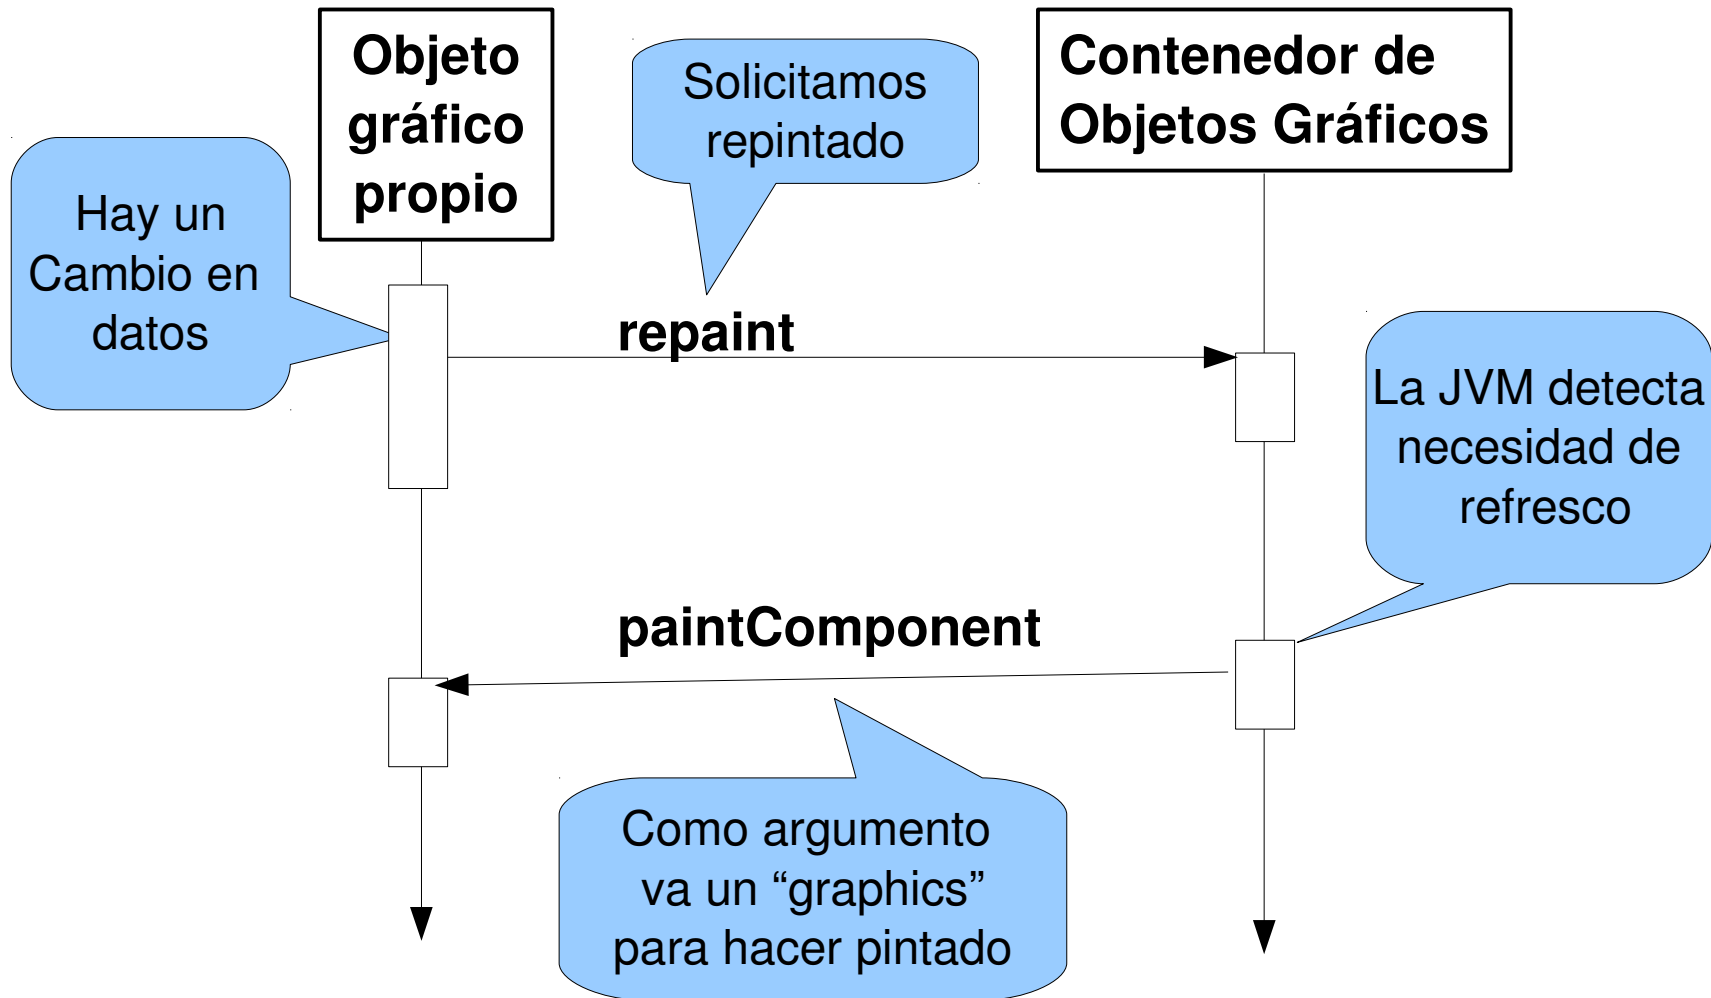 Objeto
gráfico
propio
Solicitamos
repintado
Contenedor de
Objetos Gráficos
Hay un
Cambio en
datos
repaint
La JVM detecta
necesidad de
refresco
paintComponent
Como argumento
va un “graphics”
para hacer pintado